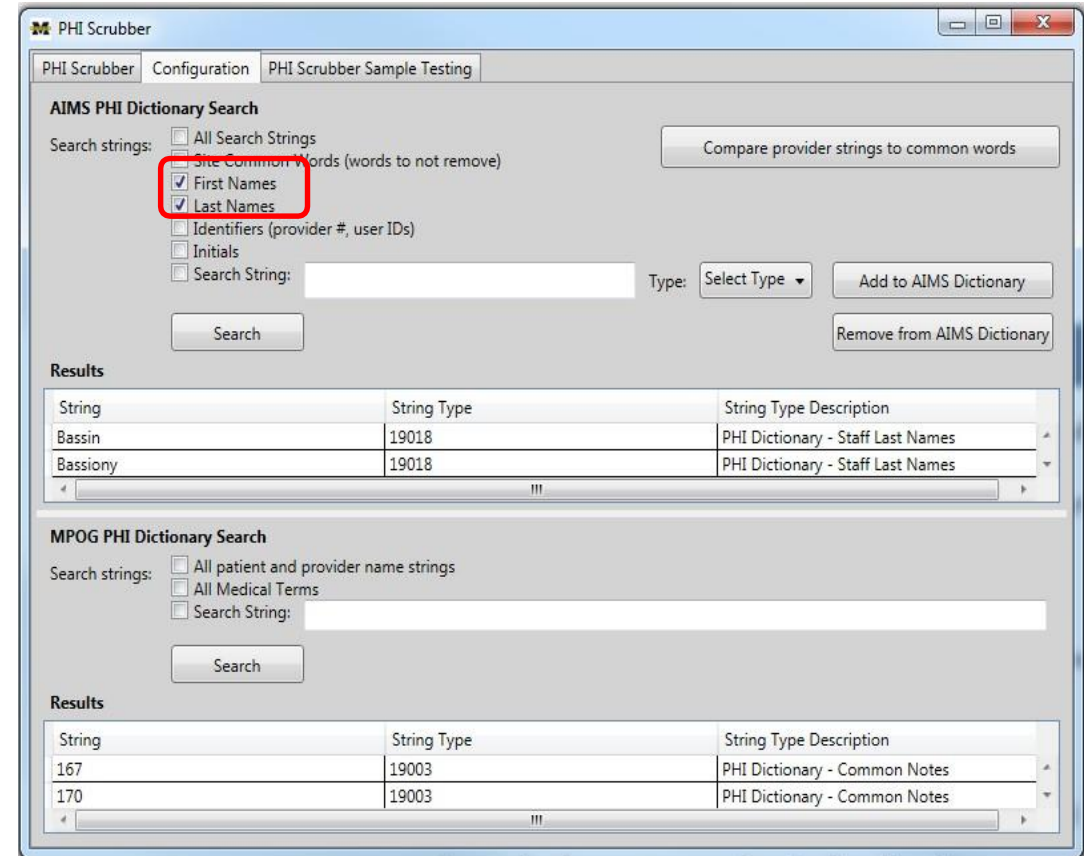 PHI Scrubber
PHI Scrubber Configuration PHI Scrubber Sample Testing
AIMS PHI Dictionary Search
Search strings:
All Search Strings
Site Common Words (words to not remove)
First Names
Last Names
Identifiers (provider #, user IDs)
Initials
Search String:
Compare provider strings to common words
Type: Select Type Add to AIMS Dictionary
Search Remove from AIMS Dictionary
Results
String String Type String Type Description
Bassin 19018 PHI Dictionary - Staff Last Names
Bassiony 19018 PHI Dictionary - Staff Last Names
MPOG PHI Dictionary Search
Search strings:
All patient and provider name strings
All Medical Terms
Search String:
Search
Results
String String Type String Type Description
167 19003 PHI Dictionary - Common Notes
170 19003 PHI Dictionary - Common Notes